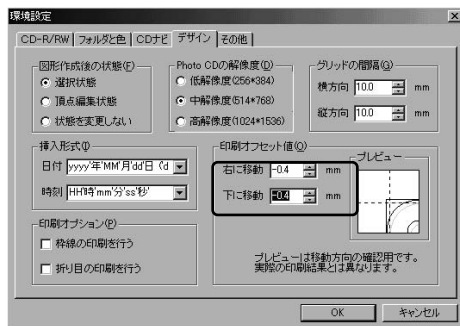 環境設定
CD-R/RW フォルダと色 CDナビ デザイン その他
図形作成後の状態(F)
選択状態
頂点編集状態
状態を変更しない
Photo CDの解像度(D)
低解像度(256*384)
中解像度(514*768)
高解像度(1024*1536)
グリッドの間隔(G)
横方向 10.0 mm
縦方向 10.0 mm
挿入形式(I)
日付 yyyy'年'MM'月'dd'日' (d
時刻 HH'時'mm'分'ss'秒'
印刷オプション(P)
枠線の印刷を行う
折り目の印刷を行う
印刷オフセット値(O)
右に移動 -0.4 mm
下に移動 -0.4 mm
プレビュー
プレビューは移動方向の確認用です。
実際の印刷結果とは異なります。
OK キャンセル